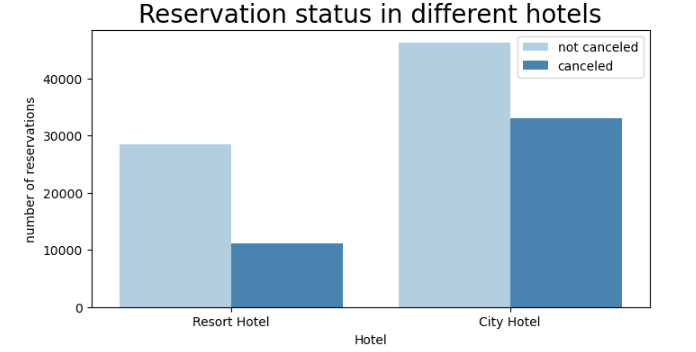 Reservation status in different hotels
not canceled
canceled
number of reservations
40000
30000
20000
10000
0
Resort Hotel
City Hotel
Hotel